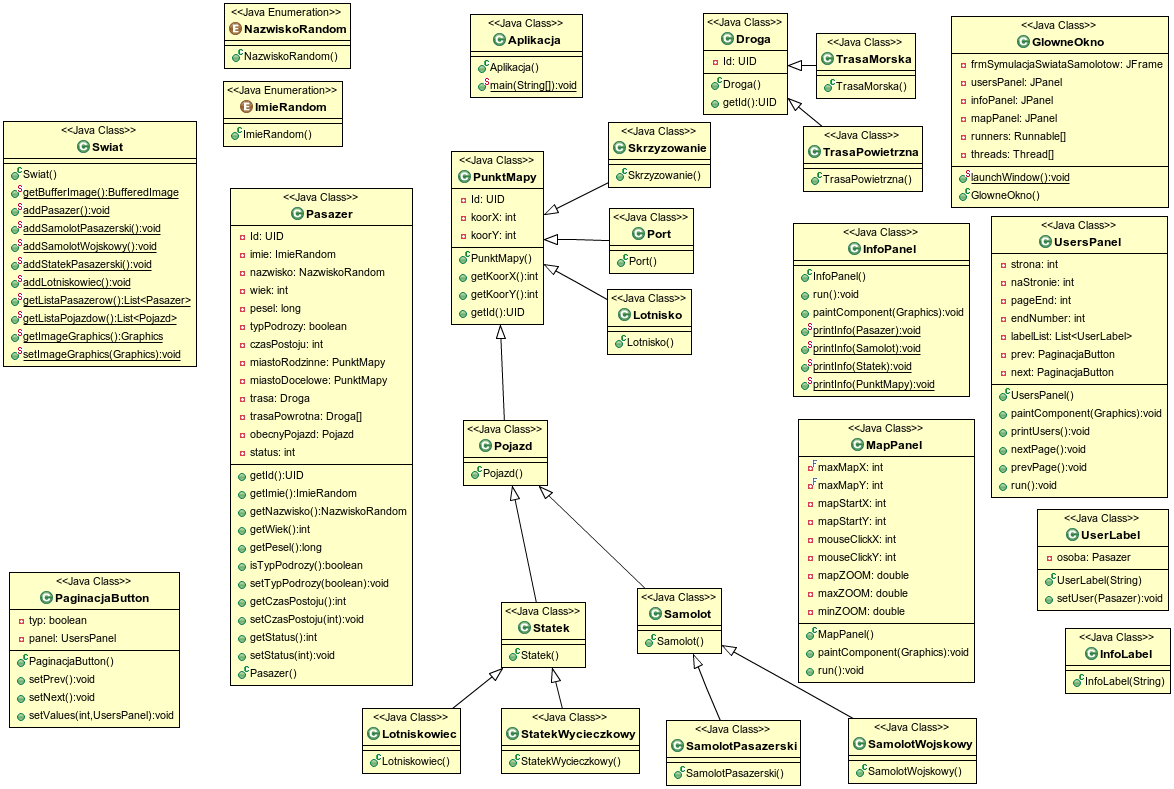 <<Java Enumeration>>
NazwiskoRandom
NazwiskoRandom()
<<Java Enumeration>>
ImieRandom
ImieRandom()
<<Java Class>>
Aplikacja
Aplikacja()
main(String[]):void
<<Java Class>>
Droga
Id: UID
Droga()
getId():UID
<<Java Class>>
TrasaMorska
TrasaMorska()
<<Java Class>>
TrasaPowietrzna
TrasaPowietrzna()
<<Java Class>>
GlowneOkno
frmSymulacjaSwiataSamolotow: JFrame
usersPanel: JPanel
infoPanel: JPanel
mapPanel: JPanel
runners: Runnable[]
threads: Thread[]
launchWindow():void
GlowneOkno()
<<Java Class>>
Swiat
Swiat()
getBufferImage():BufferedImage
addPasazer():void
addSamolotPasazerski():void
addSamolotWojskowy():void
addStatekPasazerski():void
addLotniskowiec():void
getListaPasazerow():List<Pasazer>
getListaPojazdow():List<Pojazd>
getImageGraphics():Graphics
setImageGraphics(Graphics):void
<<Java Class>>
Pasazer
Id: UID
imie: ImieRandom
nazwisko: NazwiskoRandom
wiek: int
pesel: long
typPodrozy: boolean
czasPostoju: int
miastoRodzinne: PunktMapy
miastoDocelowe: PunktMapy
trasa: Droga
trasaPowrotna: Droga[]
obecnyPojazd: Pojazd
status: int
getId():UID
getImie():ImieRandom
getNazwisko():NazwiskoRandom
getWiek():int
getPesel():long
isTypPodrozy():boolean
setTypPodrozy(boolean):void
getCzasPostoju():int
setCzasPostoju(int):void
getStatus():int
setStatus(int):void
Pasazer()
<<Java Class>>
PunktMapy
Id: UID
koorX: int
koorY: int
PunktMapy()
getKoorX():int
getKoorY():int
getId():UID
<<Java Class>>
Skrzyzowanie
Skrzyzowanie()
<<Java Class>>
Port
Port()
<<Java Class>>
Lotnisko
Lotnisko()
<<Java Class>>
InfoPanel
InfoPanel()
run():void
paintComponent(Graphics):void
printInfo(Pasazer):void
printInfo(Samolot):void
printInfo(Statek):void
printInfo(PunktMapy):void
<<Java Class>>
UsersPanel
strona: int
naStronie: int
pageEnd: int
endNumber: int
labelList: List<UserLabel>
prev: PaginacjaButton
next: PaginacjaButton
UsersPanel()
paintComponent(Graphics):void
printUsers():void
nextPage():void
prevPage():void
run():void
<<Java Class>>
Pojazd
Pojazd()
<<Java Class>>
MapPanel
maxMapX: int
maxMapY: int
mapStartX: int
mapStartY: int
mouseClickX: int
mouseClickY: int
mapZOOM: double
maxZOOM: double
minZOOM: double
MapPanel()
paintComponent(Graphics):void
run():void
<<Java Class>>
UserLabel
osoba: Pasazer
UserLabel(String)
setUser(Pasazer):void
<<Java Class>>
InfoLabel
InfoLabel(String)
<<Java Class>>
PaginacjaButton
typ: boolean
panel: UsersPanel
PaginacjaButton()
setPrev():void
setNext():void
setValues(int,UsersPanel):void
<<Java Class>>
Statek
Statek()
<<Java Class>>
Samolot
Samolot()
<<Java Class>>
Lotniskowiec
Lotniskowiec()
<<Java Class>>
StatekWycieczkowy
StatekWycieczkowy()
<<Java Class>>
SamolotPasazerski
SamolotPasazerski()
<<Java Class>>
SamolotWojskowy
SamolotWojskowy()